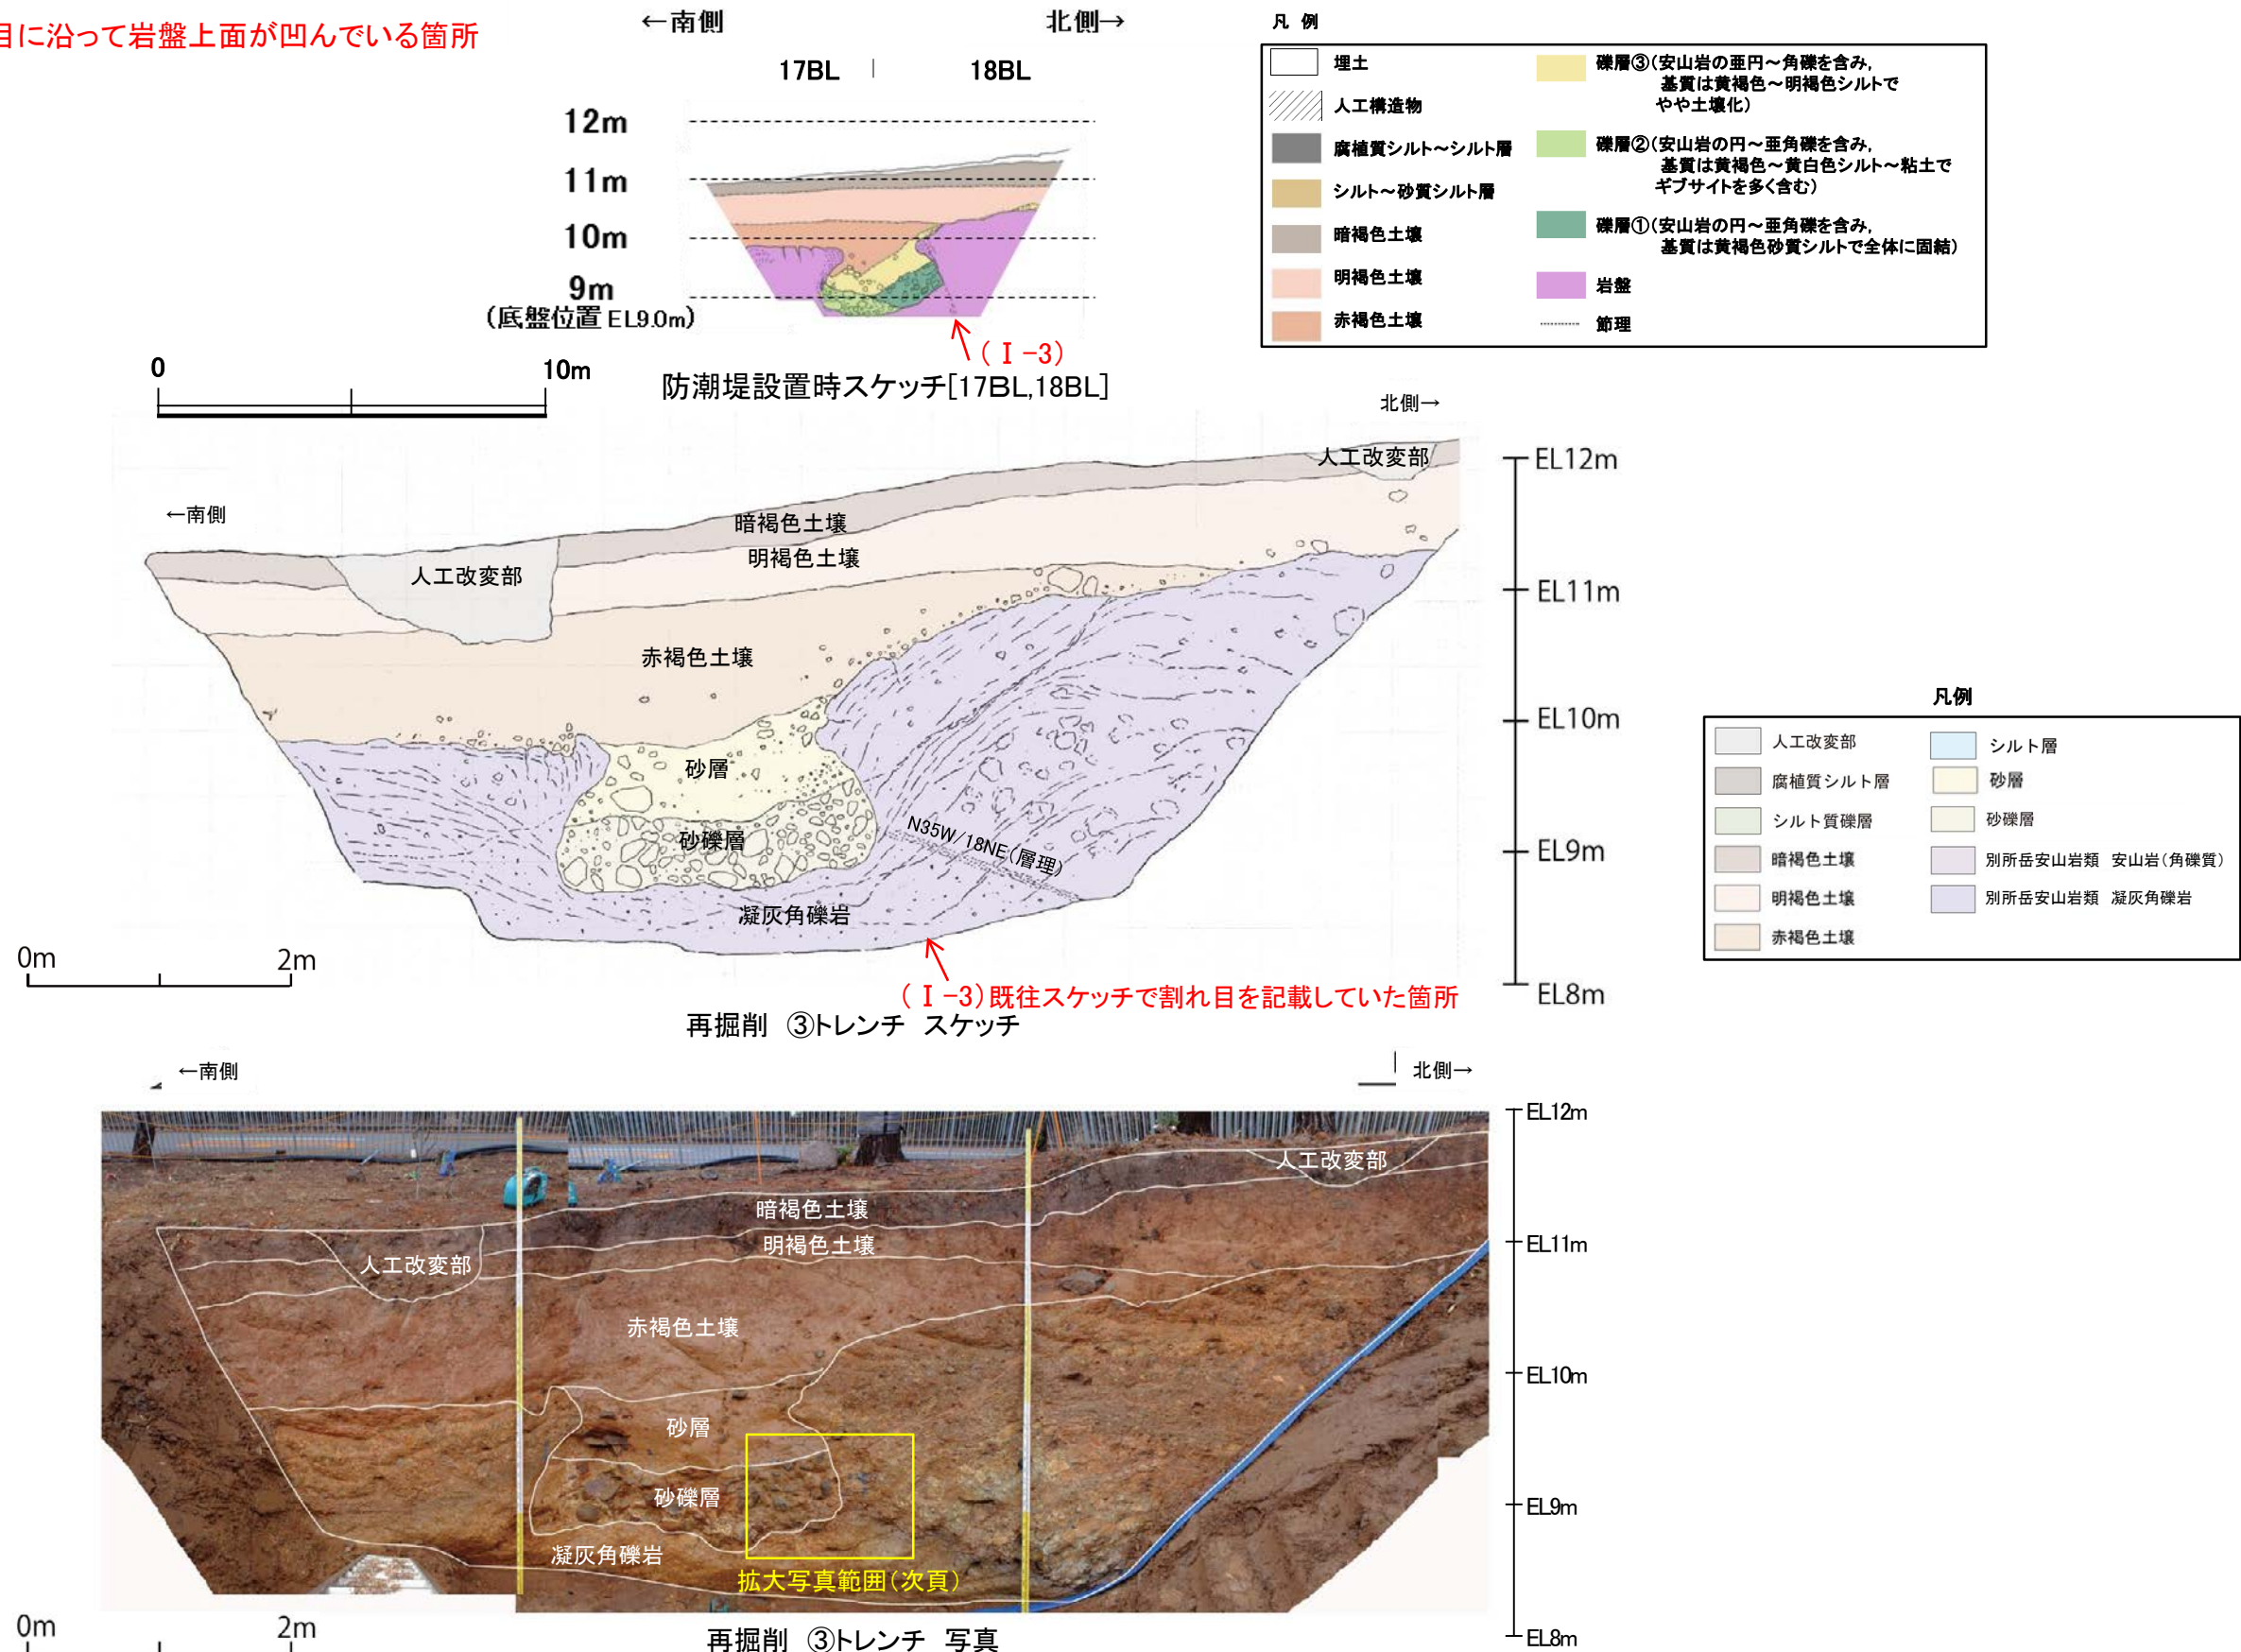 目に沿って岩盤上面が凹んでいる箇所
←南側
北側→
17BL
18BL
12m
11m
10m
9m
(底盤位置 EL9.0m)
(Ⅰ-3)
防潮堤設置時スケッチ[17BL,18BL]
凡 例
埋土
人工構造物
腐植質シルト～シルト層
シルト～砂質シルト層
暗褐色土壌
明褐色土壌
赤褐色土壌
礫層③(安山岩の亜円～角礫を含み,
基質は黄褐色～明褐色シルトで
やや土壌化)
礫層②(安山岩の円～亜角礫を含み,
基質は黄褐色～黄白色シルト～粘土で
ギブサイトを多く含む)
礫層①(安山岩の円～亜角礫を含み,
基質は黄褐色砂質シルトで全体に固結)
岩盤
節理
0
10m
←南側
北側→
人工改変部
暗褐色土壌
明褐色土壌
人工改変部
赤褐色土壌
砂層
砂礫層
N35W/18NE(層理)
凝灰角礫岩
EL12m
EL11m
EL10m
EL9m
EL8m
0m
2m
(Ⅰ-3)既往スケッチで割れ目を記載していた箇所
再掘削 ③トレンチ スケッチ
凡例
人工改変部
腐植質シルト層
シルト質礫層
暗褐色土壌
明褐色土壌
赤褐色土壌
シルト層
砂層
砂礫層
別所岳安山岩類 安山岩(角礫質)
別所岳安山岩類 凝灰角礫岩
←南側
北側→
人工改変部
暗褐色土壌
明褐色土壌
人工改変部
赤褐色土壌
砂層
砂礫層
凝灰角礫岩
拡大写真範囲(次頁)
EL12m
EL11m
EL10m
EL9m
EL8m
0m
2m
再掘削 ③トレンチ 写真